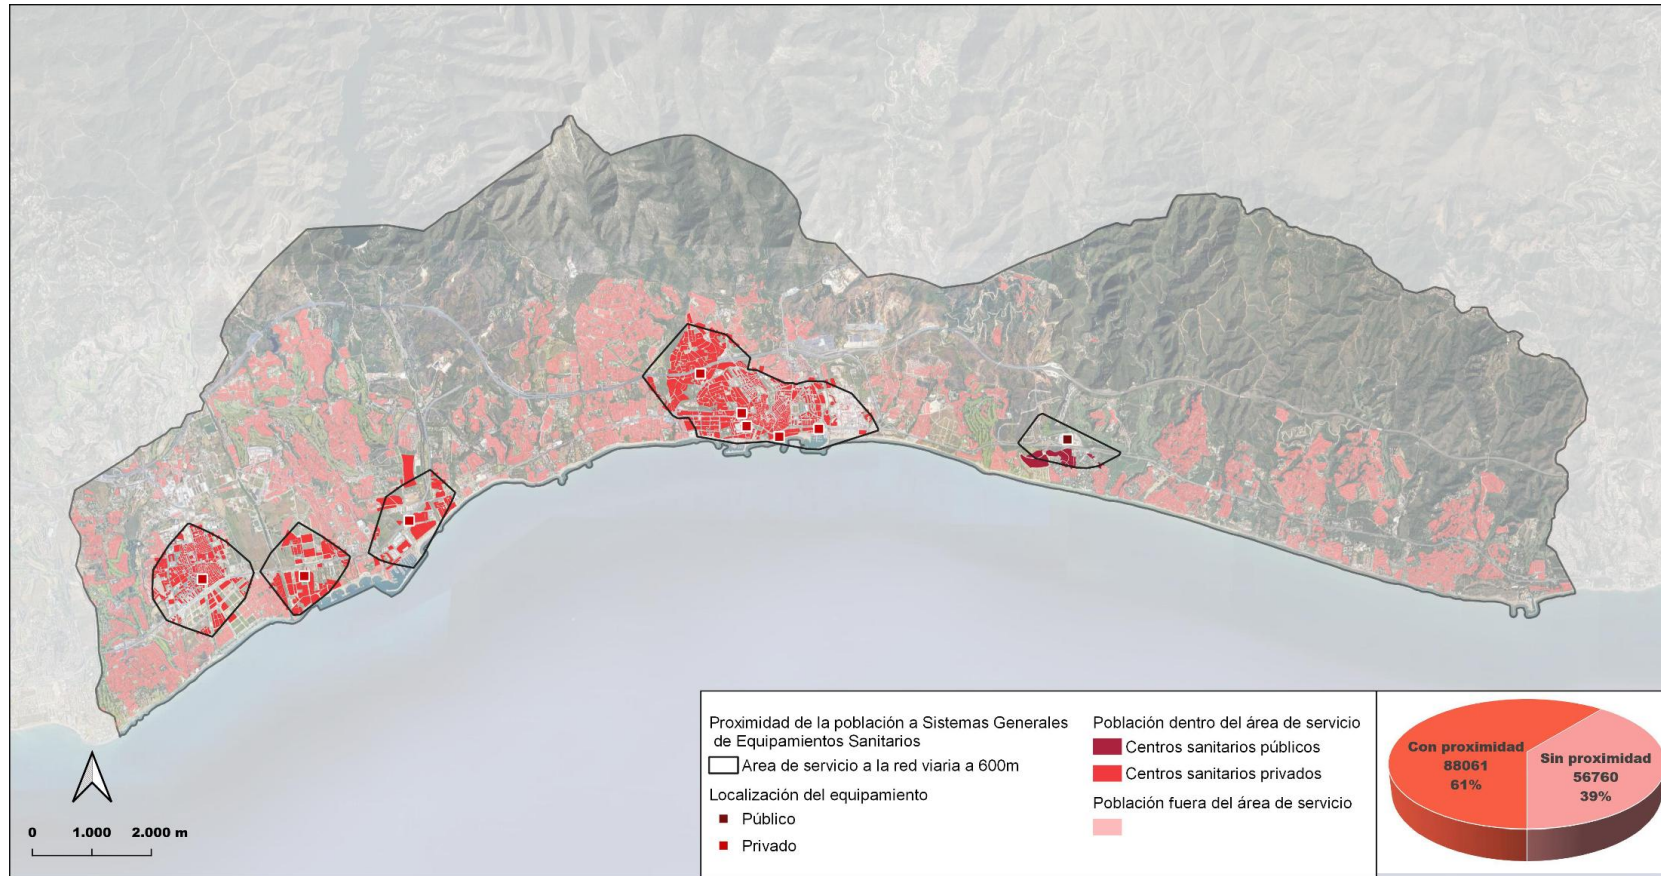 0 1.000 2.000 m
Proximidad de la población a Sistemas Generales
de Equipamientos Sanitarios
Area de servicio a la red viaria a 600m
Localización del equipamiento
Público
Privado
Población dentro del área de servicio
Centros sanitarios públicos
Centros sanitarios privados
Población fuera del área de servicio
Con proximidad
88061
61%
Sin proximidad
56760
39%